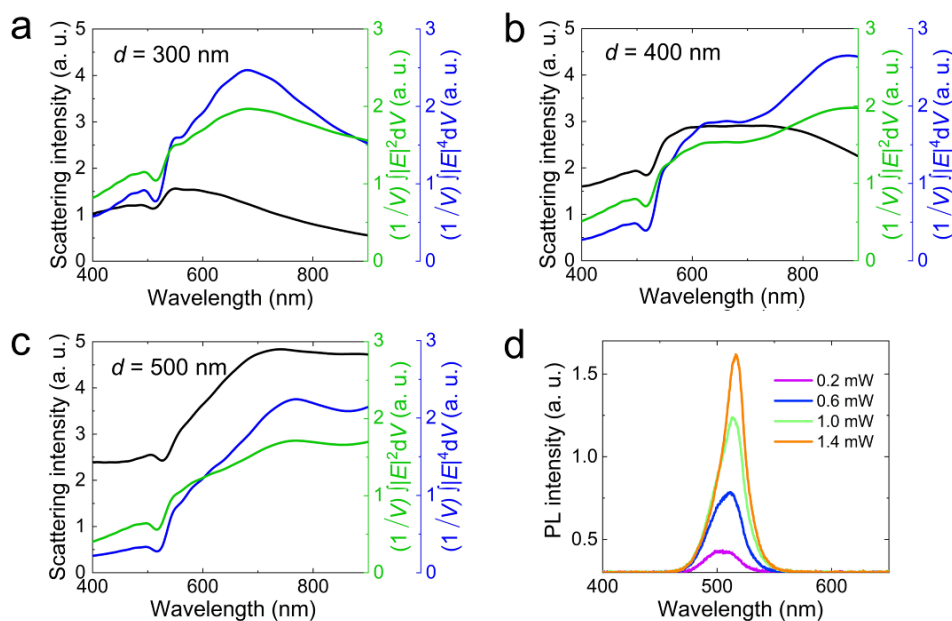 a
d = 300 nm
Scattering intensity (a. u.)
5
4
3
2
1
0
400 600 800
Wavelength (nm)
3
2
1
0
(1 /V) ∫|E|²dV (a. u.)
3
2
1
0
(1 /V) ∫|E|⁴dV (a. u.)
b
d = 400 nm
Scattering intensity (a. u.)
5
4
3
2
1
0
400 600 800
Wavelength (nm)
3
2
1
0
(1 /V) ∫|E|²dV (a. u.)
3
2
1
0
(1 /V) ∫|E|⁴dV (a. u.)
c
d = 500 nm
Scattering intensity (a. u.)
5
4
3
2
1
0
400 600 800
Wavelength (nm)
3
2
1
0
(1 /V) ∫|E|²dV (a. u.)
3
2
1
0
(1 /V) ∫|E|⁴dV (a. u.)
d
PL intensity (a. u.)
1.5
1.0
0.5
0.2 mW
0.6 mW
1.0 mW
1.4 mW
400 500 600
Wavelength (nm)